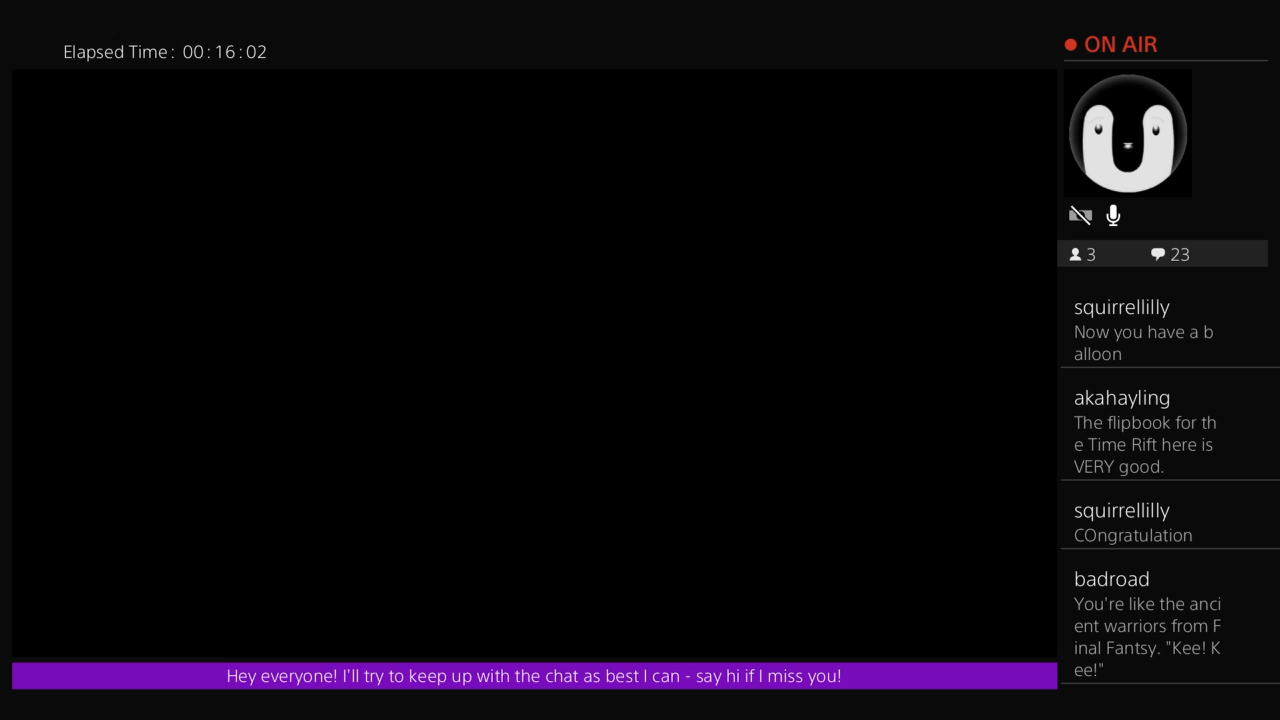 Elapsed Time: 00:16:02
ON AIR
3 23
squirrellilly
Now you have a b
alloon
akahayling
The flipbook for th
e Time Rift here is
VERY good.
squirrellilly
COngratulation
badroad
You're like the anci
ent warriors from F
inal Fantsy. "Kee! K
ee!"
Hey everyone! I'll try to keep up with the chat as best I can - say hi if I miss you!